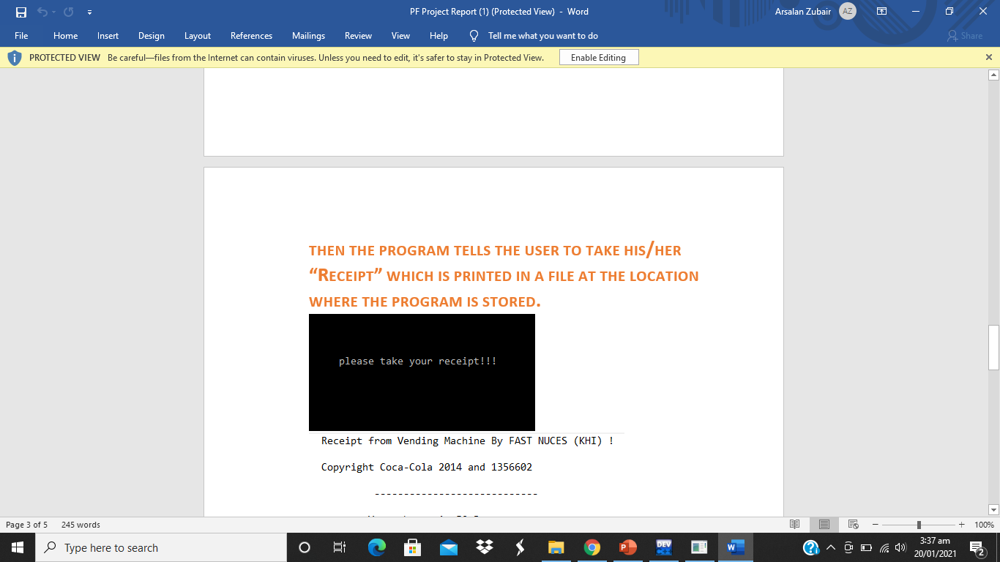 PF Project Report (1) (Protected View) - Word
Arsalan Zubair
AZ
File Home Insert Design Layout References Mailings Review View Help Tell me what you want to do
Share
PROTECTED VIEW Be careful—files from the Internet can contain viruses. Unless you need to edit, it's safer to stay in Protected View. Enable Editing
THEN THE PROGRAM TELLS THE USER TO TAKE HIS/HER
“RECEIPT” WHICH IS PRINTED IN A FILE AT THE LOCATION
WHERE THE PROGRAM IS STORED.
please take your receipt!!!
Receipt from Vending Machine By FAST NUCES (KHI) !
Copyright Coca-Cola 2014 and 1356602
----------------------------
Page 3 of 5 245 words
100%
Type here to search
DEV
C++
3:37 am
20/01/2021
2